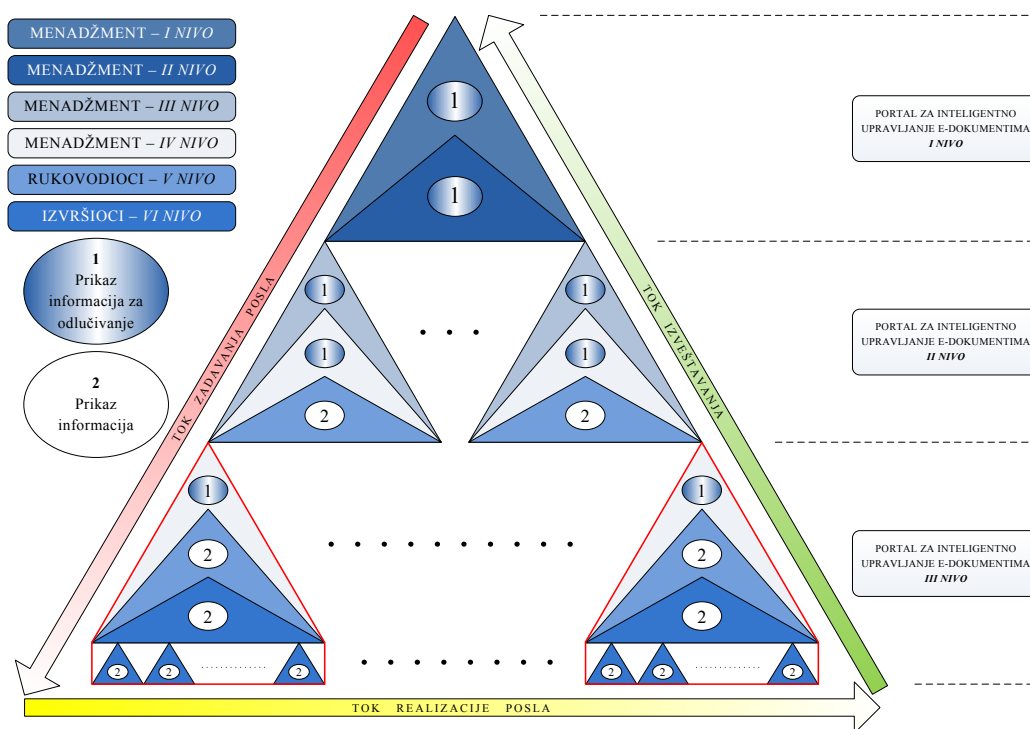 MENADŽMENT – I NIVO
MENADŽMENT – II NIVO
MENADŽMENT – III NIVO
MENADŽMENT – IV NIVO
RUKOVODIOCI – V NIVO
IZVRŠIOCI – VI NIVO
1
Prikaz
informacija za
odlučivanje
2
Prikaz
informacija
TOK ZADAVANJA POSLA
TOK IZVEŠTAVANJA
TOK REALIZACIJE POSLA
1
1
1
1
2
1
1
2
. . .
1
2
2
1
2
2
. . . . . . . . . .
2
2
..............
2
. . . . . . . . .
2
2
..............
2
PORTAL ZA INTELIGENTNO
UPRAVLJANJE E-DOKUMENTIMA
I NIVO
PORTAL ZA INTELIGENTNO
UPRAVLJANJE E-DOKUMENTIMA
II NIVO
PORTAL ZA INTELIGENTNO
UPRAVLJANJE E-DOKUMENTIMA
III NIVO